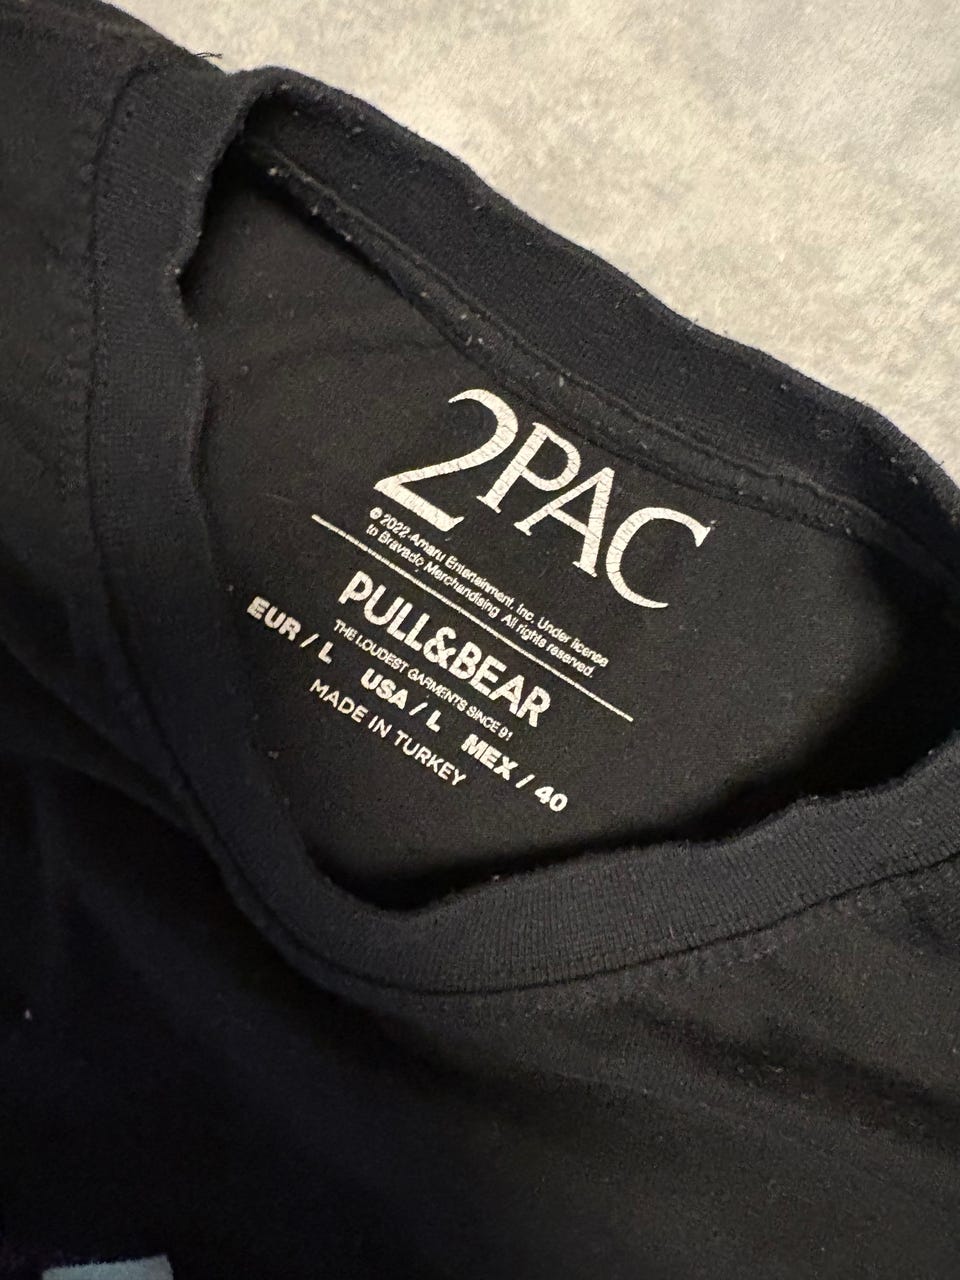 2PAC
© 2022 Amaru Entertainment, Inc. Under license
to Bravado Merchandising. All rights reserved.
PULL&BEAR
THE LOUDEST GARMENTS SINCE 91
EUR / L USA / L MEX / 40
MADE IN TURKEY